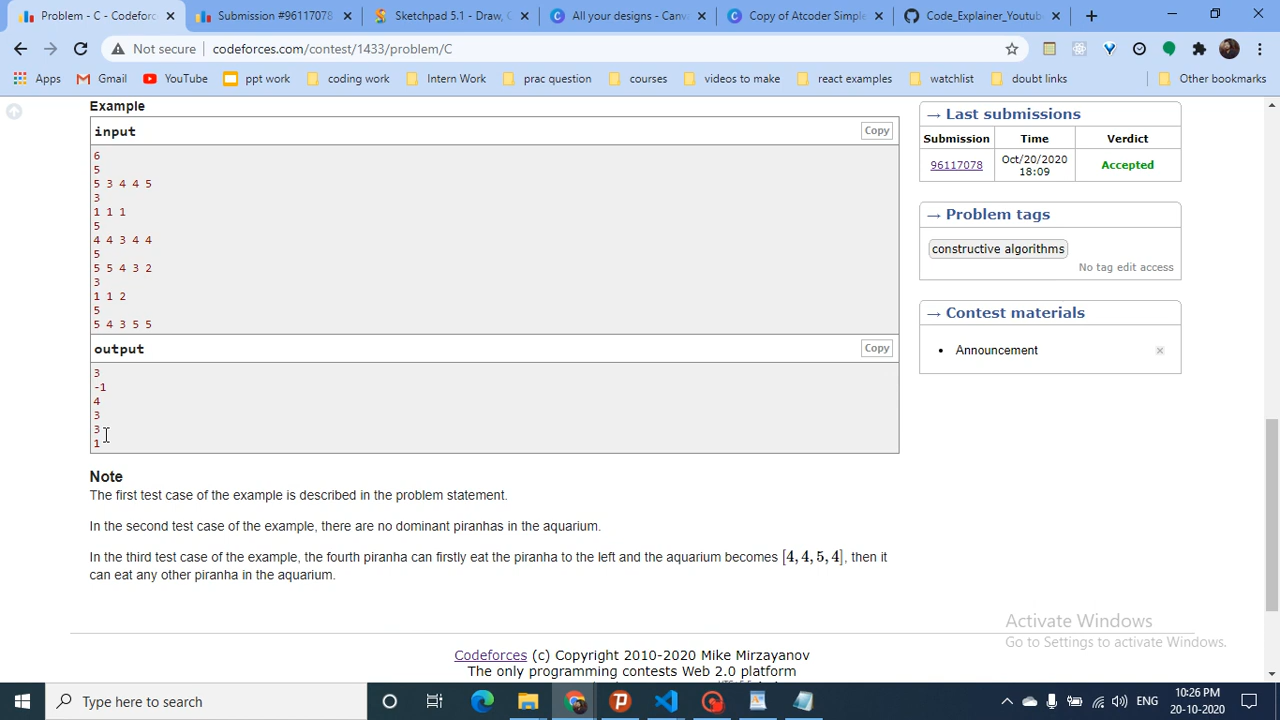 Problem - C - Codeforc
Submission #96117078
Sketchpad 5.1 - Draw, C
All your designs - Canv
Copy of Atcoder Simple
Code_Explainer_Youtub
Not secure
codeforces.com/contest/1433/problem/C
Apps
Gmail
YouTube
ppt work
coding work
Intern Work
prac question
courses
videos to make
react examples
watchlist
doubt links
Other bookmarks
Example
input
Copy
6
5
5 3 4 4 5
3
1 1 1
5
4 4 3 4 4
5
5 5 4 3 2
3
1 1 2
5
5 4 3 5 5
output
Copy
3
-1
4
3
3
1
Note
The first test case of the example is described in the problem statement.
In the second test case of the example, there are no dominant piranhas in the aquarium.
In the third test case of the example, the fourth piranha can firstly eat the piranha to the left and the aquarium becomes [4, 4, 5, 4], then it
can eat any other piranha in the aquarium.
→ Last submissions
Submission Time Verdict
96117078 Oct/20/2020 18:09 Accepted
→ Problem tags
constructive algorithms
No tag edit access
→ Contest materials
Announcement
Activate Windows
Go to Settings to activate Windows.
Codeforces (c) Copyright 2010-2020 Mike Mirzayanov
The only programming contests Web 2.0 platform
Type here to search
ENG
10:26 PM
20-10-2020